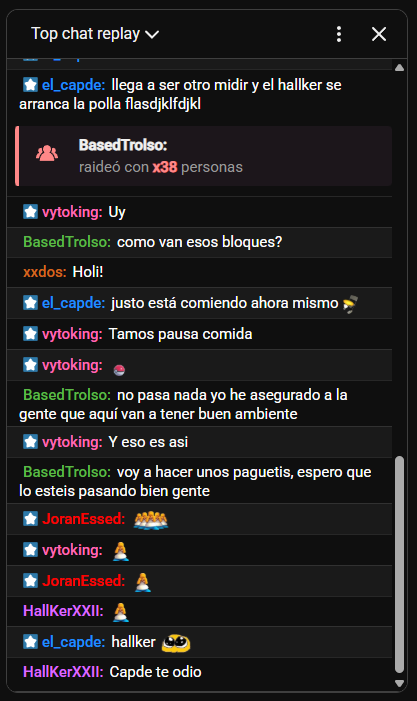 Top chat replay
el_capde: llega a ser otro midir y el hallker se
arranca la polla flasdjklfdjkl
BasedTrolso:
raideó con x38 personas
vytoking: Uy
BasedTrolso: como van esos bloques?
xxdos: Holi!
el_capde: justo está comiendo ahora mismo
vytoking: Tamos pausa comida
vytoking:
BasedTrolso: no pasa nada yo he asegurado a la
gente que aquí van a tener buen ambiente
vytoking: Y eso es asi
BasedTrolso: voy a hacer unos paguetis, espero que
lo esteis pasando bien gente
JoranEssed:
vytoking:
JoranEssed:
HallKerXXII:
el_capde: hallker
HallKerXXII: Capde te odio